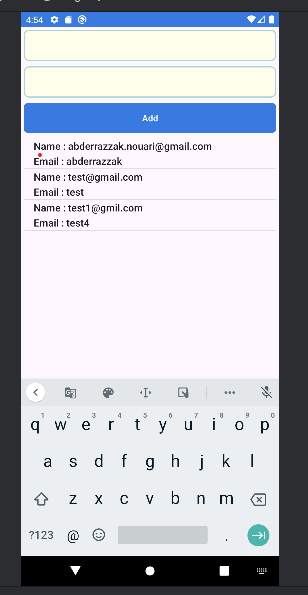 4:54
Add
Name : abderrazzak.nouari@gmail.com
Email : abderrazzak
Name : test@gmail.com
Email : test
Name : test1@gmil.com
Email : test4
1 2 3 4 5 6 7 8 9 0
q w e r t y u i o p
a s d f g h j k l
z x c v b n m
?123 @ .